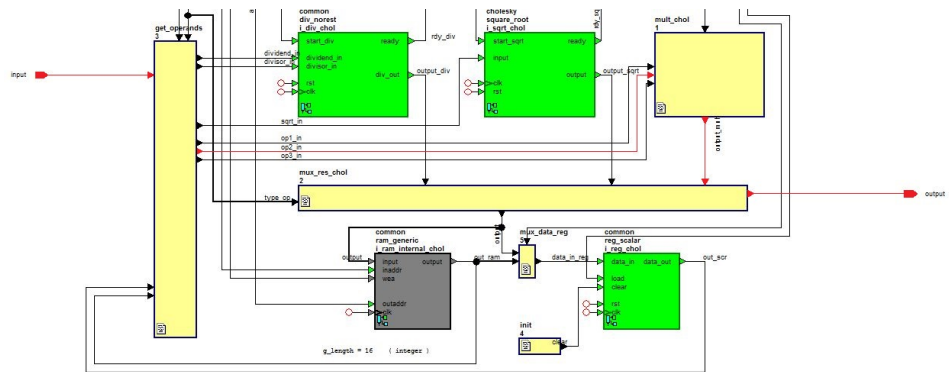 common
div_norest
i_div_chol
start_div
ready
rdy_div
dividend_in
divisor_in
div_out
output_div
rst
clk
cholesky
square_root
i_sqrt_chol
start_sqrt
ready
input
output
output_sqrt
clk
rst
mult_chol
1
get_operands
3
input
sqrt_in
op1_in
op2_in
op3_in
mux_res_chol
2
type_op
output
output
common
ram_generic
i_ram_internal_chol
input
output
inaddr
wea
outaddr
clk
out_ram
mux_data_reg
5
data_in_reg
common
reg_scalar
i_reg_chol
data_in
data_out
out_scr
load
clear
rst
clk
init
4
clear
g_length = 16 ( integer )